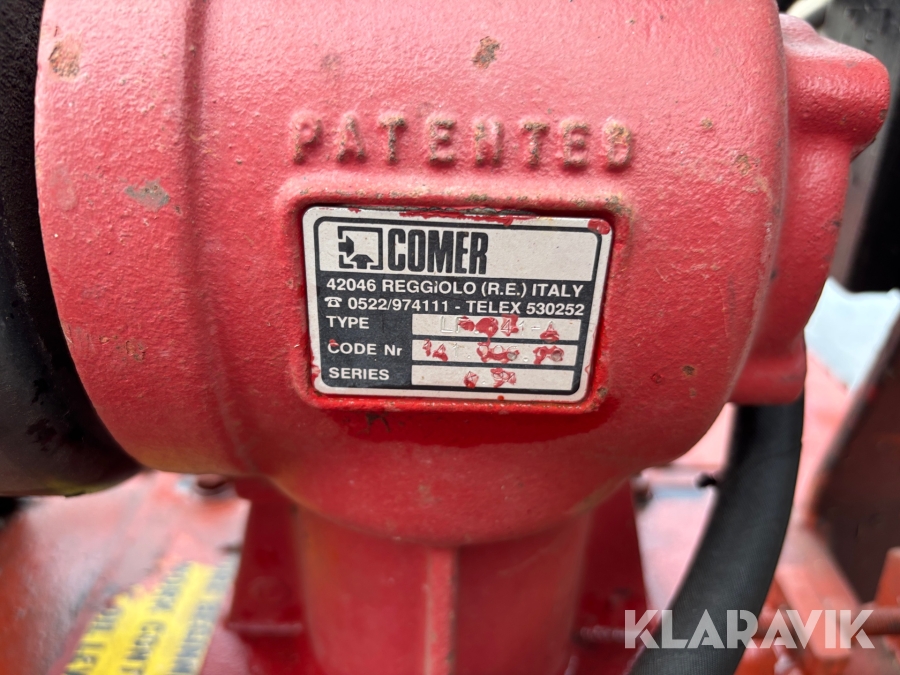 PATENTED
COMER
42046 REGGIOLO (R.E.) ITALY
☎ 0522/974111 - TELEX 530252
TYPE
CODE Nr
SERIES
KLARAVIK